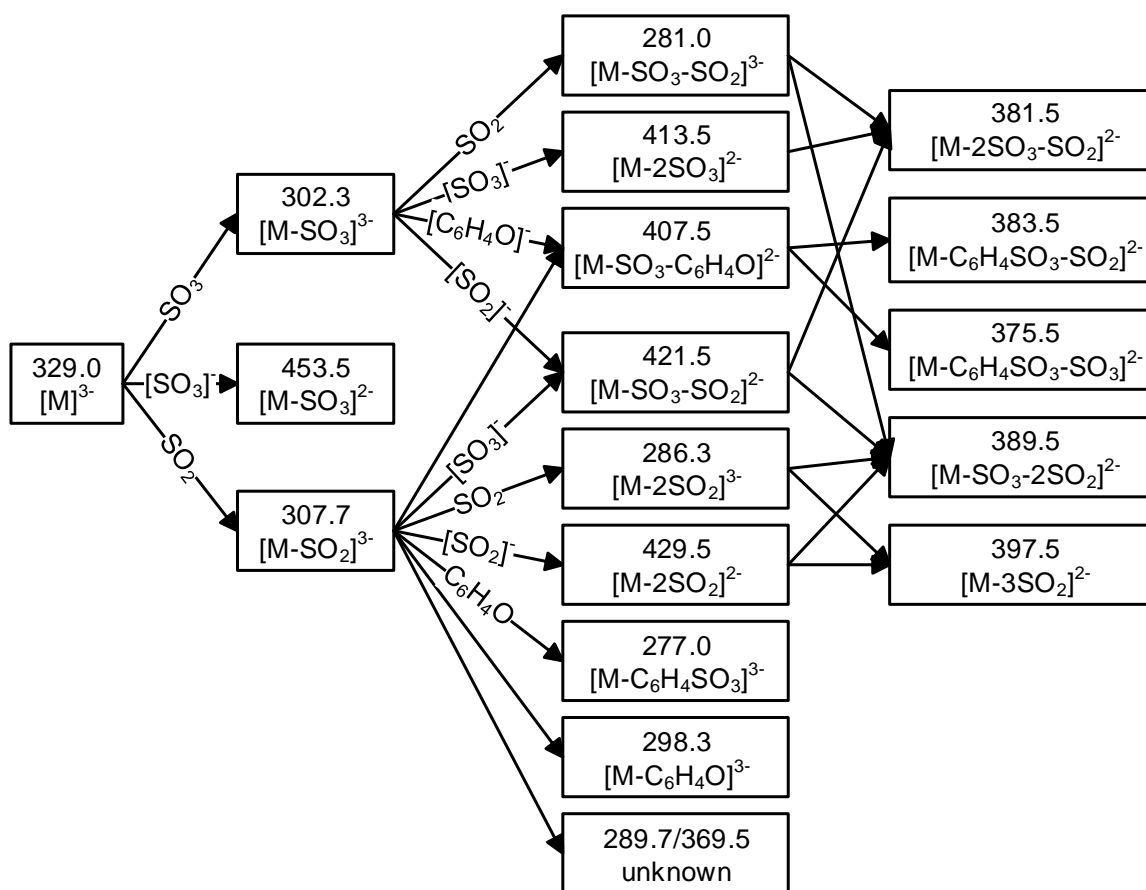 329.0
[M]³⁻
SO₃
[SO₃]⁻
SO₂
302.3
[M-SO₃]³⁻
453.5
[M-SO₃]²⁻
307.7
[M-SO₂]³⁻
SO₂
[SO₃]⁻
[C₆H₄O]⁻
[SO₂]⁻
[SO₃]⁻
SO₂
[SO₂]⁻
C₆H₄O
281.0
[M-SO₃-SO₂]³⁻
413.5
[M-2SO₃]²⁻
407.5
[M-SO₃-C₆H₄O]²⁻
421.5
[M-SO₃-SO₂]²⁻
286.3
[M-2SO₂]³⁻
429.5
[M-2SO₂]²⁻
277.0
[M-C₆H₄SO₃]³⁻
298.3
[M-C₆H₄O]³⁻
289.7/369.5
unknown
381.5
[M-2SO₃-SO₂]²⁻
383.5
[M-C₆H₄SO₃-SO₂]²⁻
375.5
[M-C₆H₄SO₃-SO₃]²⁻
389.5
[M-SO₃-2SO₂]²⁻
397.5
[M-3SO₂]²⁻